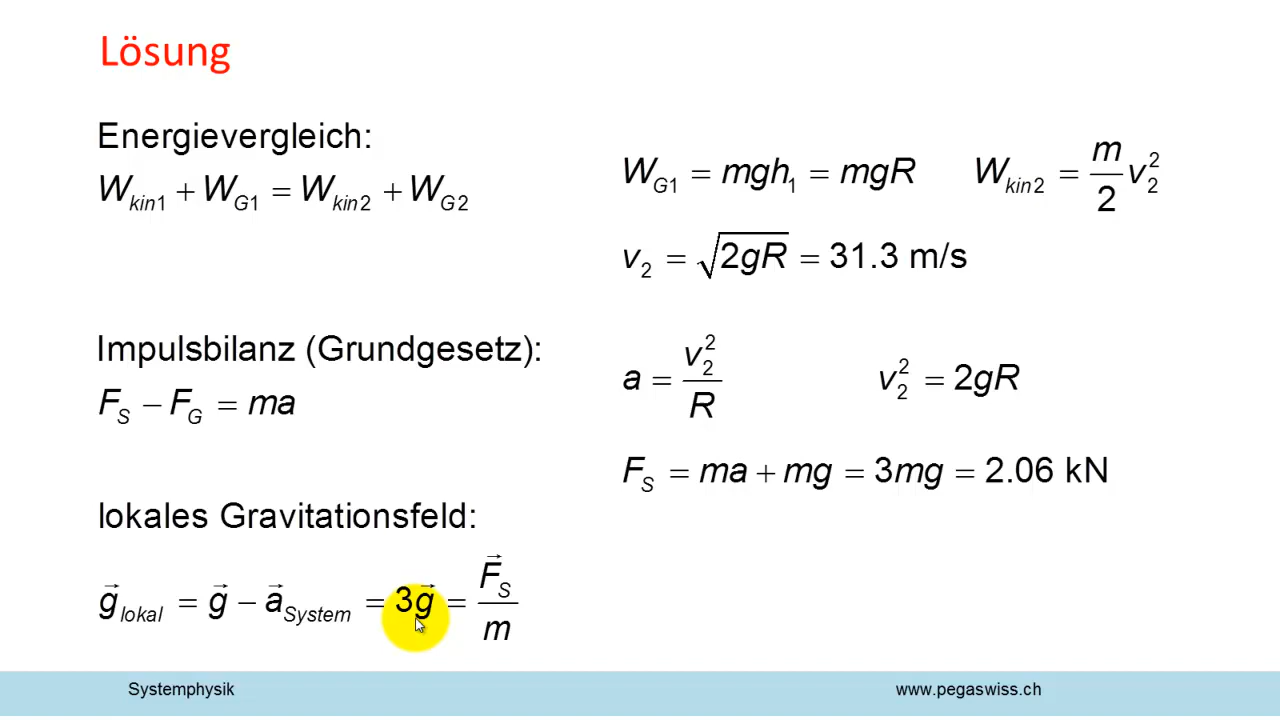 Lösung
Energievergleich:
W_kin1 + W_G1 = W_kin2 + W_G2
W_G1 = mgh_1 = mgR W_kin2 = m/2 v_2^2
v_2 = √2gR = 31.3 m/s
Impulsbilanz (Grundgesetz):
F_S − F_G = ma
a = v_2^2/R v_2^2 = 2gR
F_S = ma + mg = 3mg = 2.06 kN
lokales Gravitationsfeld:
g⃗_lokal = g⃗ − a⃗_System = 3g⃗ = F⃗_S/m
Systemphysik www.pegaswiss.ch